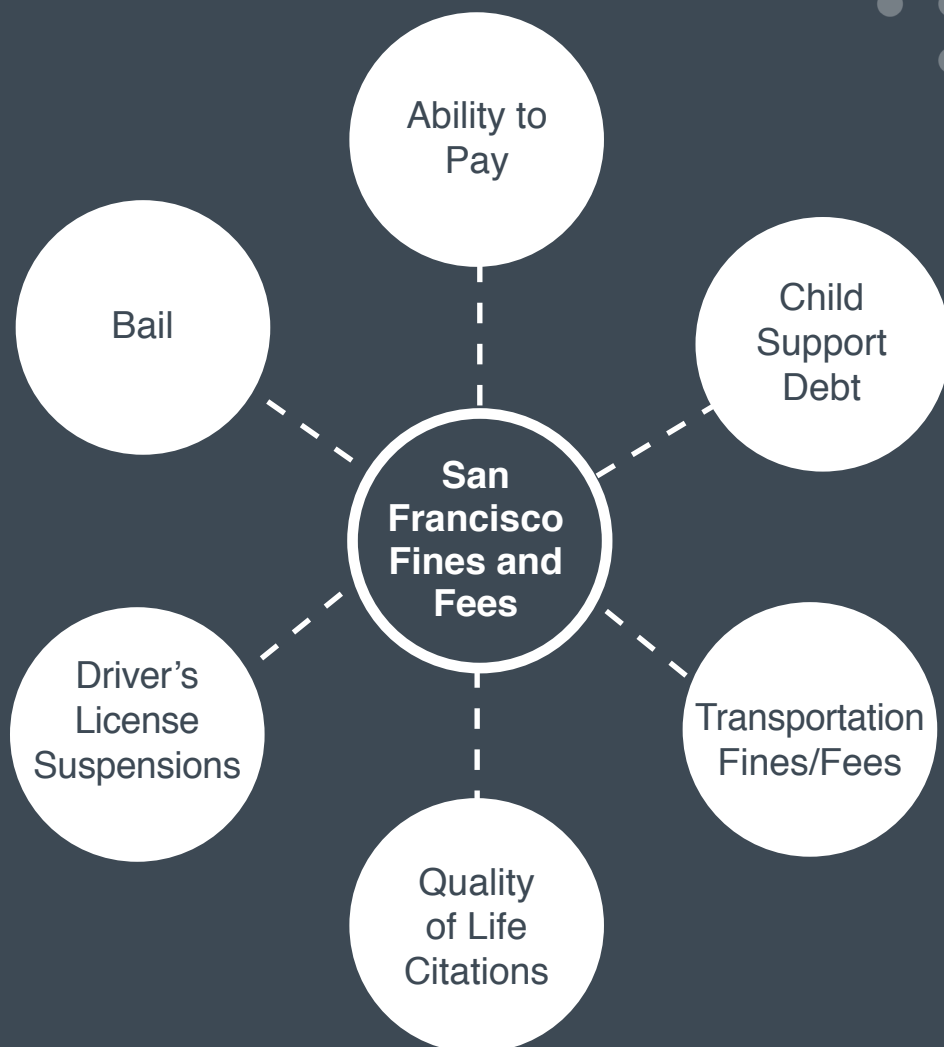 Ability to
Pay
Bail
Child
Support
Debt
San
Francisco
Fines and
Fees
Driver’s
License
Suspensions
Transportation
Fines/Fees
Quality
of Life
Citations